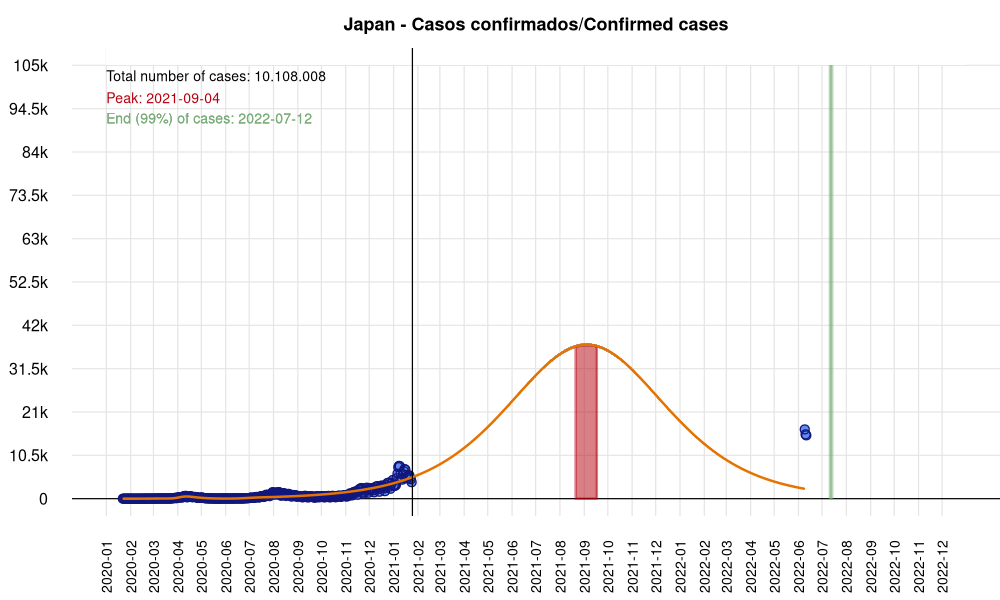 Japan - Casos confirmados/Confirmed cases
Total number of cases: 10.108.008
Peak: 2021-09-04
End (99%) of cases: 2022-07-12
105k
94.5k
84k
73.5k
63k
52.5k
42k
31.5k
21k
10.5k
0
2020-01
2020-02
2020-03
2020-04
2020-05
2020-06
2020-07
2020-08
2020-09
2020-10
2020-11
2020-12
2021-01
2021-02
2021-03
2021-04
2021-05
2021-06
2021-07
2021-08
2021-09
2021-10
2021-11
2021-12
2022-01
2022-02
2022-03
2022-04
2022-05
2022-06
2022-07
2022-08
2022-09
2022-10
2022-11
2022-12